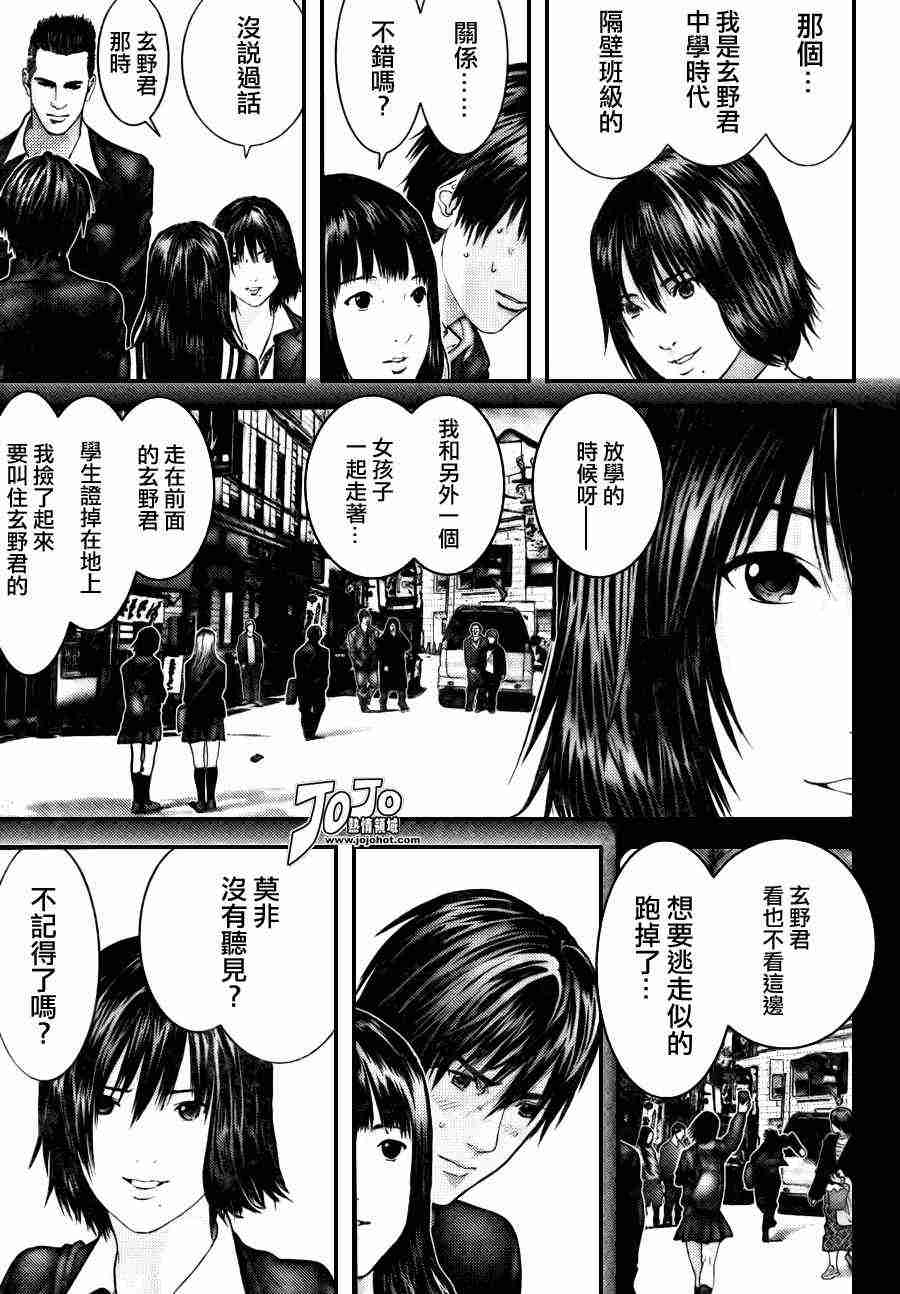 那個…
我是玄野君
中學時代
隔壁班級的
關係……
不錯嗎？
沒説過話
玄野君
那時
放學的
時候呀—
我和另外一個
女孩子
一起走著…
走在前面
的玄野君
學生證掉在地上
我撿了起來
要叫住玄野君的
JOJO
熱情領域
www.jojohot.com
玄野君
看也不看這邊
想要逃走似的
跑掉了…
莫非
沒有聽見？
不記得了嗎？